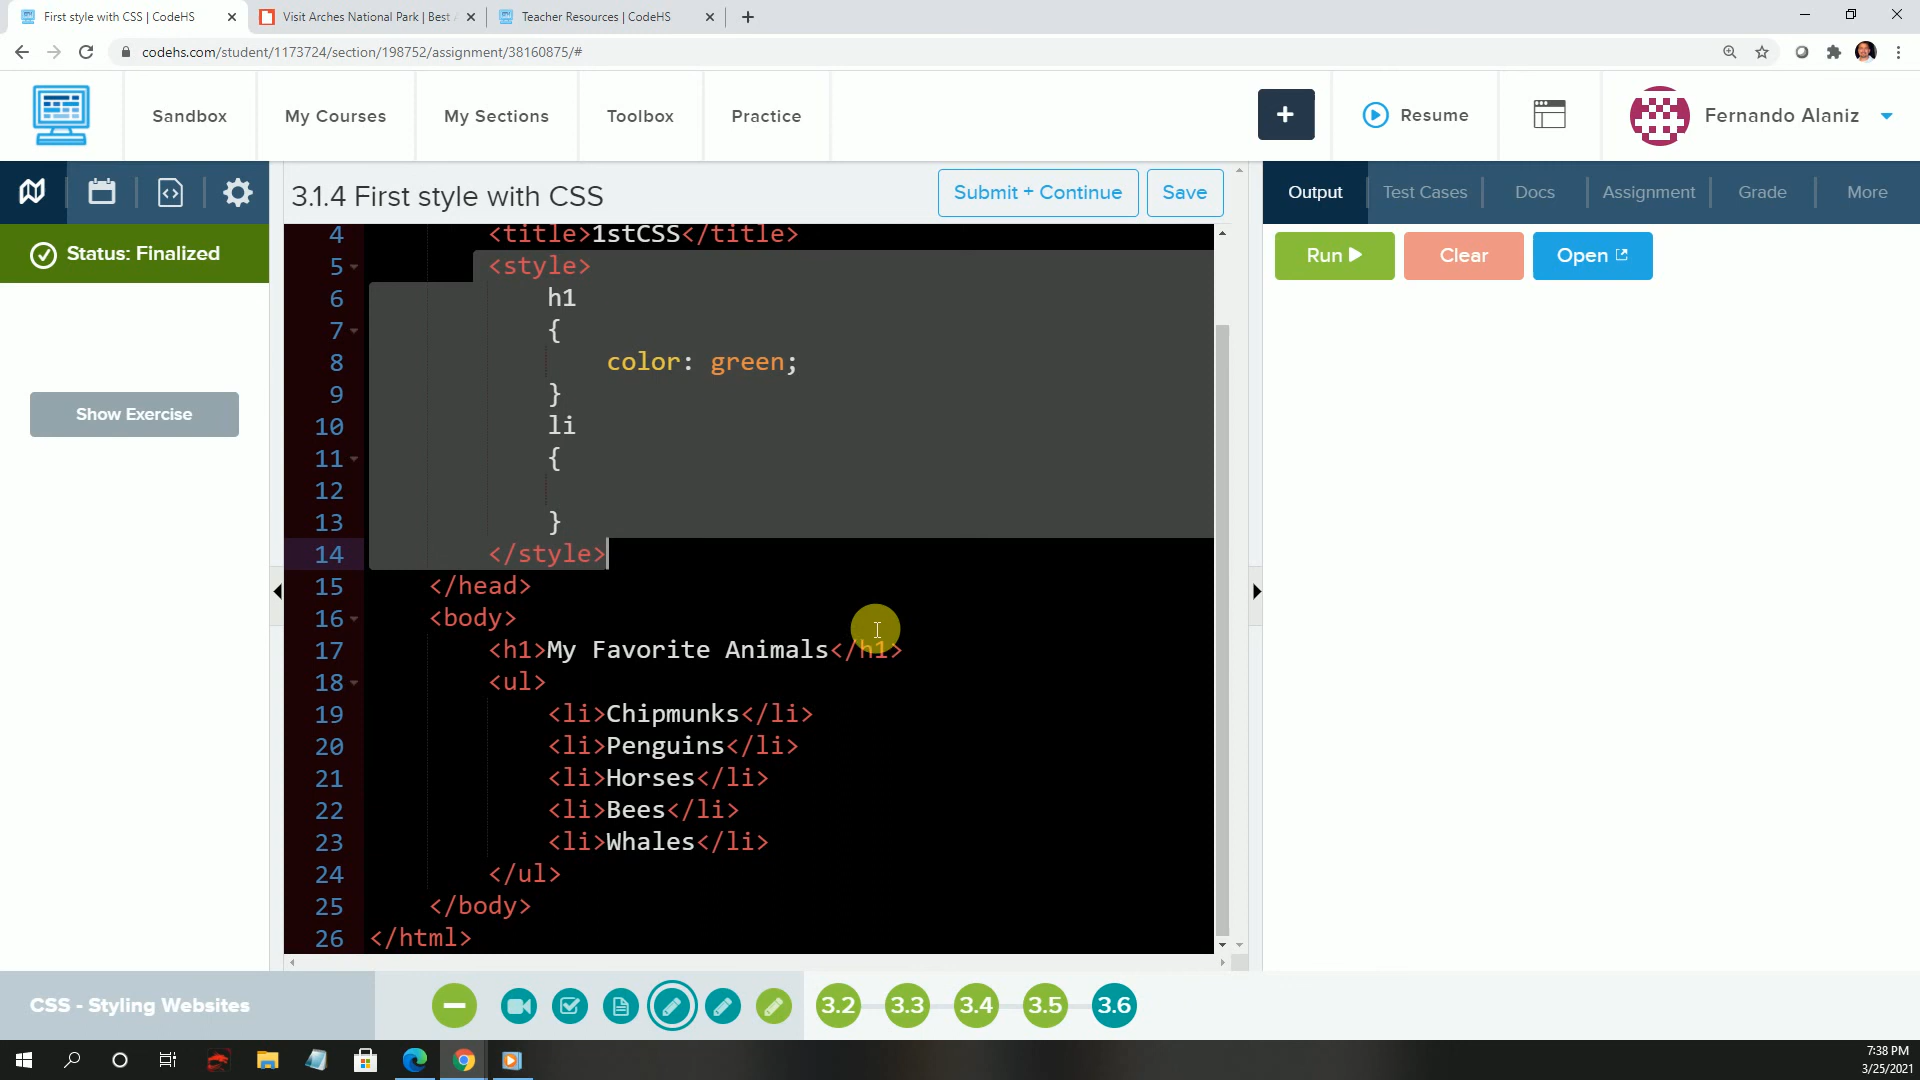 First style with CSS | CodeHS
Visit Arches National Park | Best
Teacher Resources | CodeHS
codehs.com/student/1173724/section/198752/assignment/38160875/#
Sandbox
My Courses
My Sections
Toolbox
Practice
+
Resume
Fernando Alaniz
3.1.4 First style with CSS
Submit + Continue
Save
Output
Test Cases
Docs
Assignment
Grade
More
Status: Finalized
Run
Clear
Open
Show Exercise
4 <title>1stCSS</title>
5 <style>
6 h1
7 {
8 color: green;
9 }
10 li
11 {
12
13 }
14 </style>
15 </head>
16 <body>
17 <h1>My Favorite Animals</h1>
18 <ul>
19 <li>Chipmunks</li>
20 <li>Penguins</li>
21 <li>Horses</li>
22 <li>Bees</li>
23 <li>Whales</li>
24 </ul>
25 </body>
26 </html>
CSS - Styling Websites
3.2
3.3
3.4
3.5
3.6
7:38 PM
3/25/2021